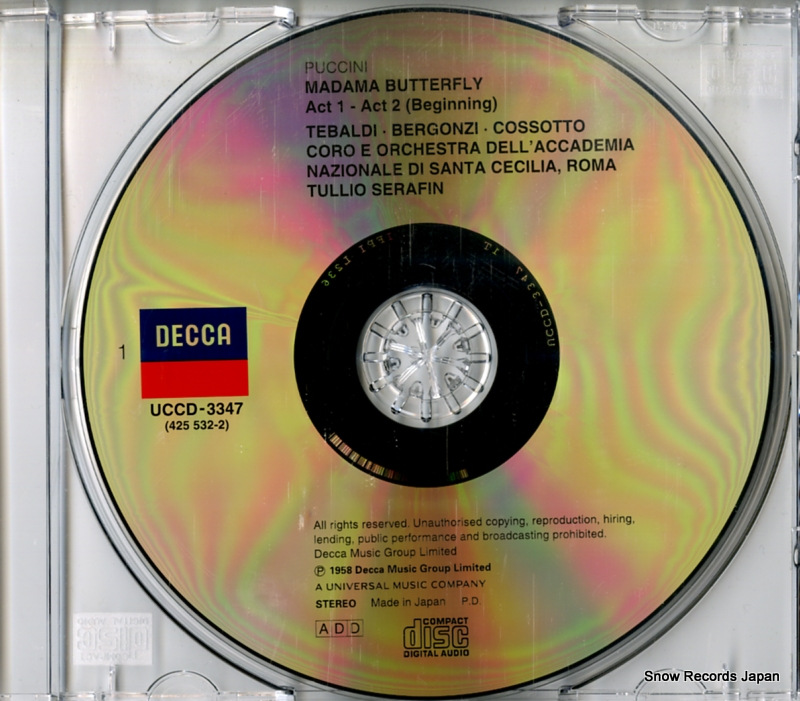 PUCCINI
MADAMA BUTTERFLY
Act 1 - Act 2 (Beginning)
TEBALDI · BERGONZI · COSSOTTO
CORO E ORCHESTRA DELL'ACCADEMIA
NAZIONALE DI SANTA CECILIA, ROMA
TULLIO SERAFIN
1
DECCA
UCCD-3347
(425 532-2)
All rights reserved. Unauthorised copying, reproduction, hiring,
lending, public performance and broadcasting prohibited.
Decca Music Group Limited
℗ 1958 Decca Music Group Limited
A UNIVERSAL MUSIC COMPANY
STEREO Made in Japan P.D.
ADD
COMPACT
disc
DIGITAL AUDIO
Snow Records Japan